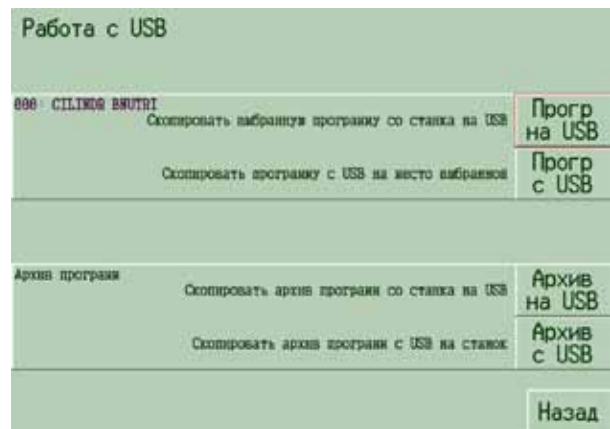 Работа с USB
000: CILINDR BNUTRI
Скопировать выбранную программу со станка на USB
Прогр на USB
Скопировать программу с USB на место выбранной
Прогр с USB
Архив программ
Скопировать архив программ со станка на USB
Архив на USB
Скопировать архив программ с USB на станок
Архив с USB
Назад